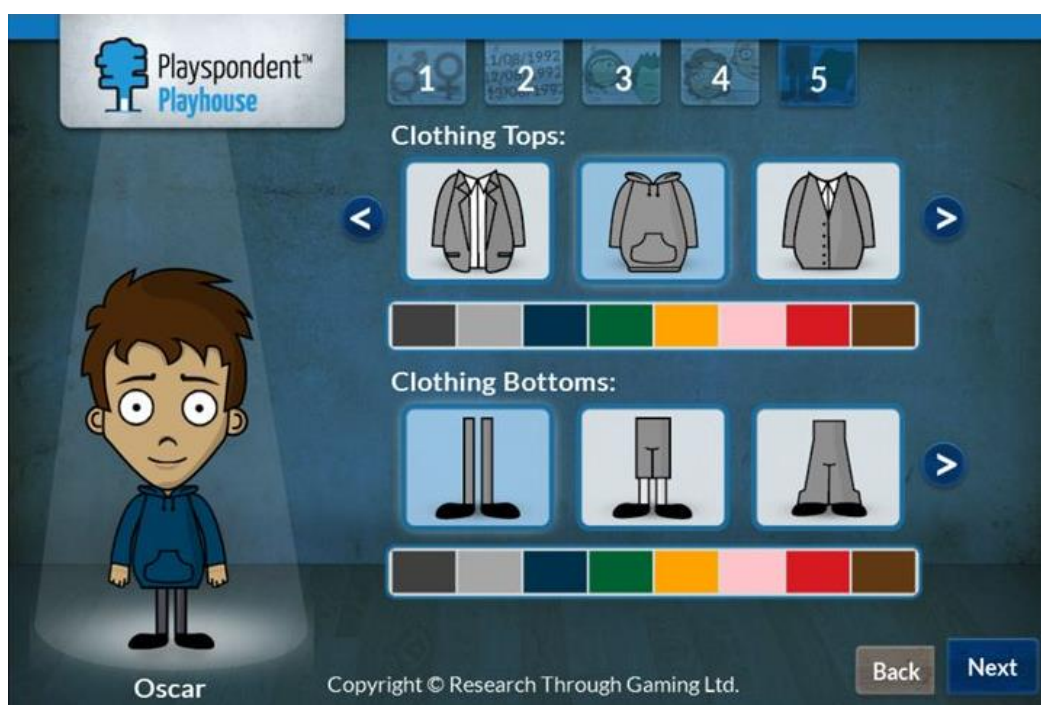 Playspondent™
Playhouse
1 2 3 4 5
Clothing Tops:
< >
Clothing Bottoms:
>
Oscar
Copyright © Research Through Gaming Ltd.
Back
Next